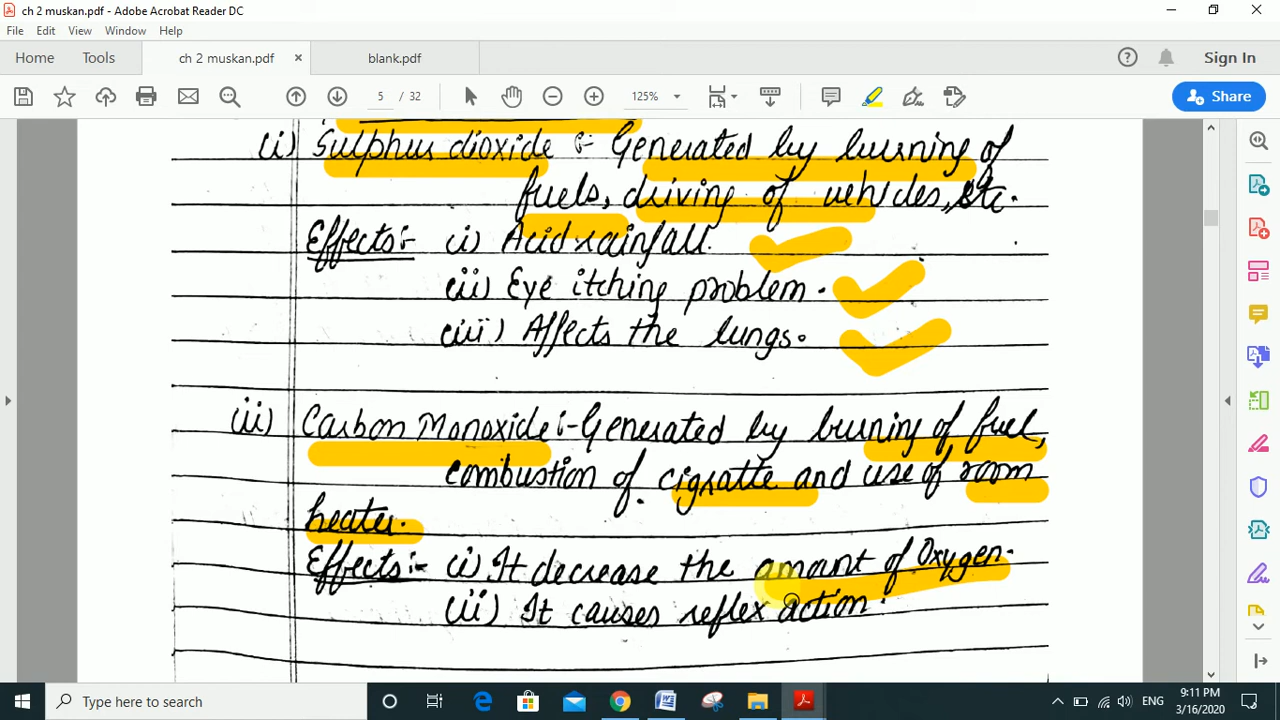 ch 2 muskan.pdf - Adobe Acrobat Reader DC
File Edit View Window Help
Home Tools ch 2 muskan.pdf × blank.pdf Sign In
5 / 32 125% Share
(i) Sulphur dioxide :- Generated by burning of
fuels, driving of vehicles, etc.
Effects:- (i) Acid rainfall.
(ii) Eye itching problem.
(iii) Affects the lungs.
(ii) Carbon Monoxide :- Generated by burning of fuel,
combustion of cigratte and use of room
heater.
Effects:- (i) It decrease the amant of Oxygen.
(ii) It causes reflex action.
Type here to search
ENG
9:11 PM
3/16/2020